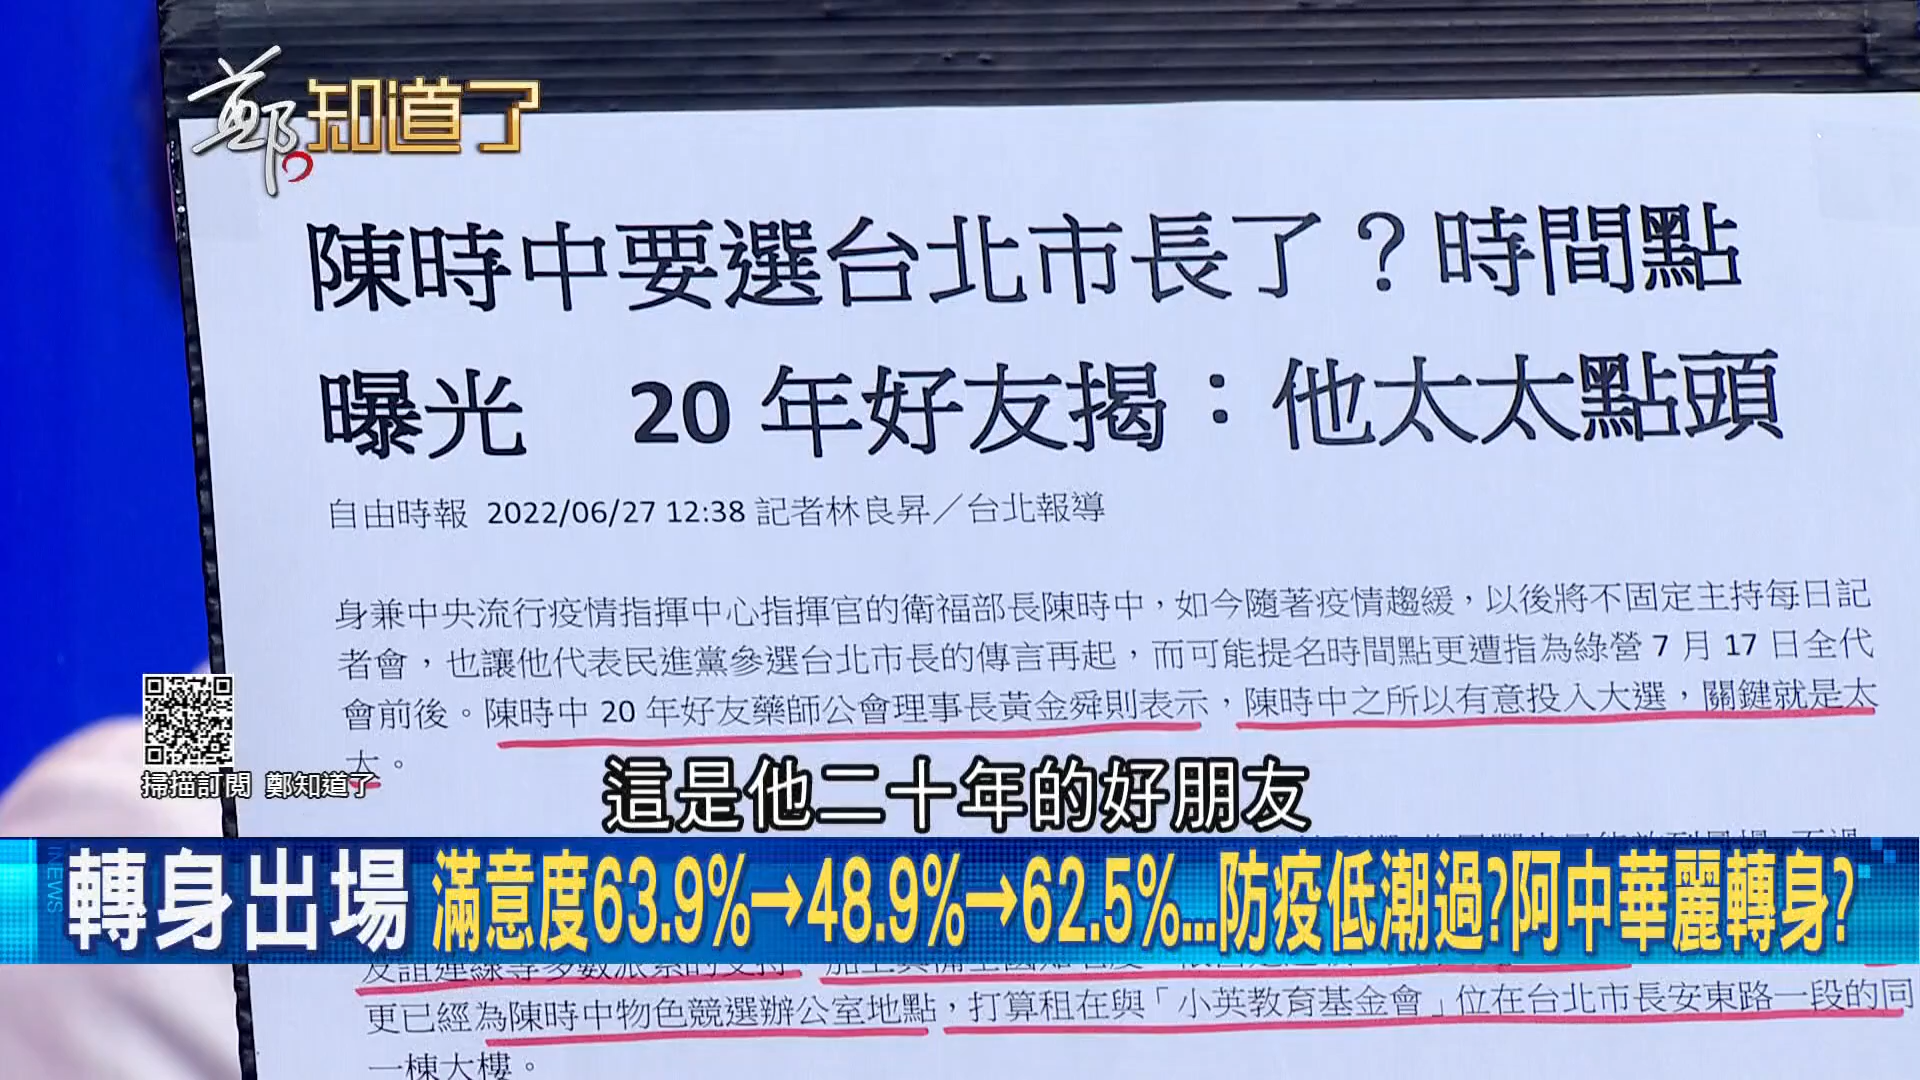 鄭知道了
陳時中要選台北市長了？時間點
曝光 20 年好友揭：他太太點頭
自由時報 2022/06/27 12:38 記者林良昇／台北報導
身兼中央流行疫情指揮中心指揮官的衛福部長陳時中，如今隨著疫情趨緩，以後將不固定主持每日記
者會，也讓他代表民進黨參選台北市長的傳言再起，而可能提名時間點更遭指為綠營 7 月 17 日全代
會前後。陳時中 20 年好友藥師公會理事長黃金舜則表示，陳時中之所以有意投入大選，關鍵就是太
太。
掃描訂閱 鄭知道了
這是他二十年的好朋友
NEWS
轉身出場 滿意度63.9%→48.9%→62.5%...防疫低潮過?阿中華麗轉身?
友誼連線等多數派系的支持
更已經為陳時中物色競選辦公室地點，打算租在與「小英教育基金會」位在台北市長安東路一段的同
一棟大樓。